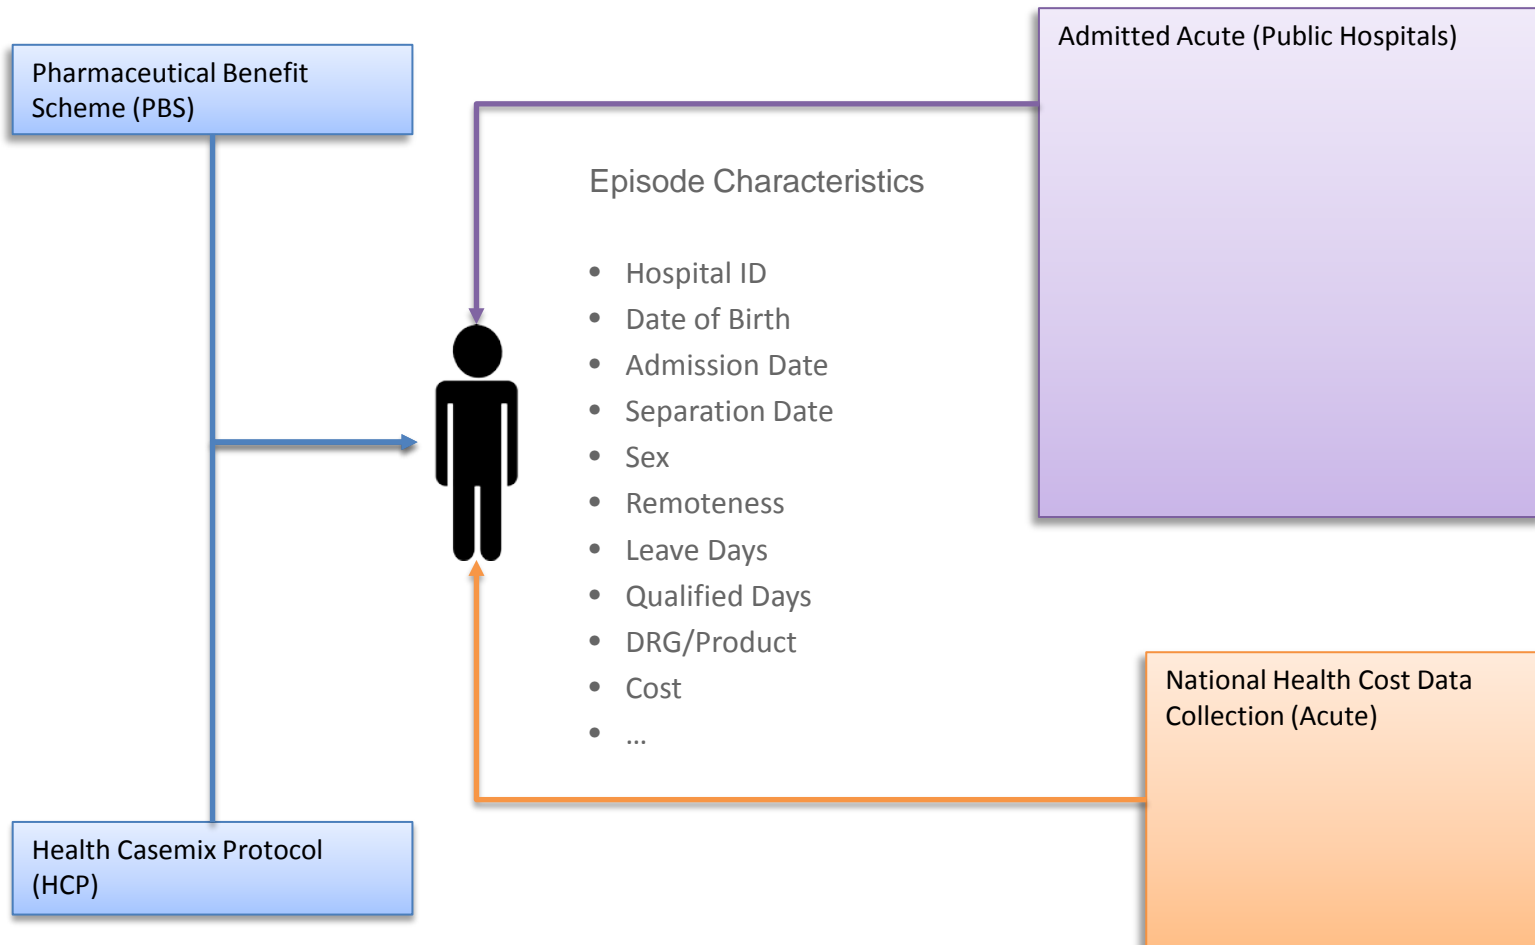 Pharmaceutical Benefit
Scheme (PBS)
Admitted Acute (Public Hospitals)
Episode Characteristics
• Hospital ID
• Date of Birth
• Admission Date
• Separation Date
• Sex
• Remoteness
• Leave Days
• Qualified Days
• DRG/Product
• Cost
• ...
National Health Cost Data
Collection (Acute)
Health Casemix Protocol
(HCP)